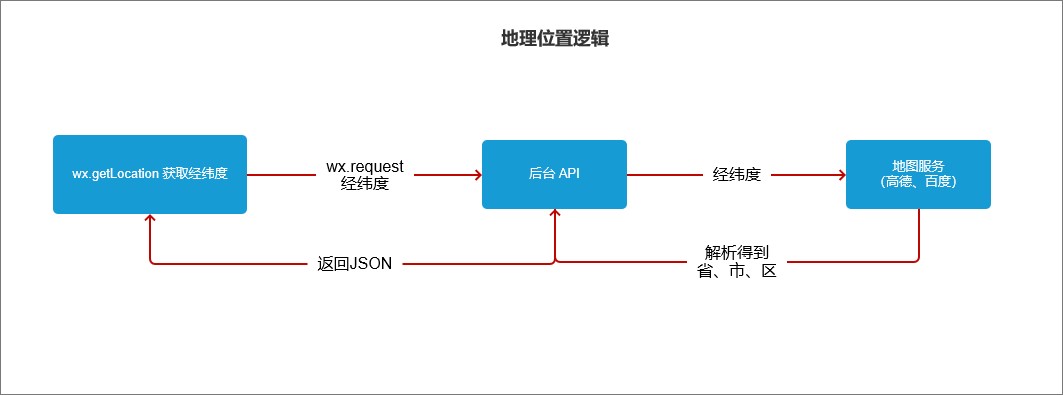 地理位置逻辑
wx.getLocation 获取经纬度
wx.request
经纬度
后台 API
经纬度
地图服务
（高德、百度）
返回JSON
解析得到
省、市、区